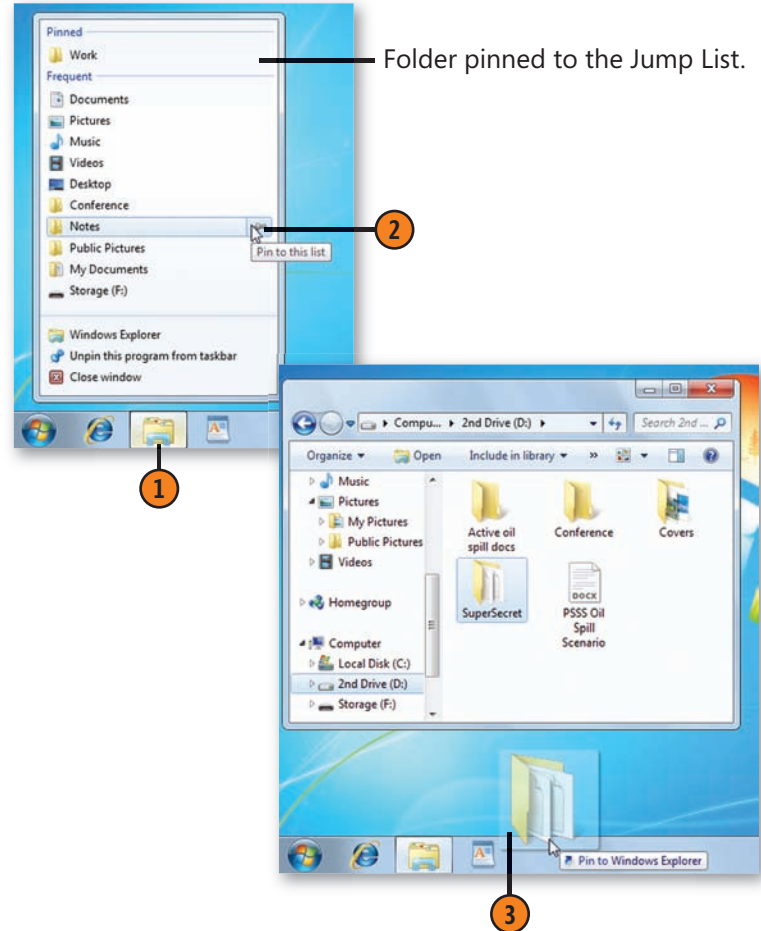 Pinned
Work
Folder pinned to the Jump List.
Frequent
Documents
Pictures
Music
Videos
Desktop
Conference
Notes
2
Public Pictures
Pin to this list
My Documents
Storage (F:)
Windows Explorer
Unpin this program from taskbar
Close window
1
Compu... 2nd Drive (D:)
Search 2nd ...
Organize
Open
Include in library
»
Music
Pictures
My Pictures
Public Pictures
Videos
Homegroup
Computer
Local Disk (C:)
2nd Drive (D:)
Storage (F:)
Active oil
spill docs
Conference
Covers
SuperSecret
DOCX
PSSS Oil
Spill
Scenario
A
Pin to Windows Explorer
3